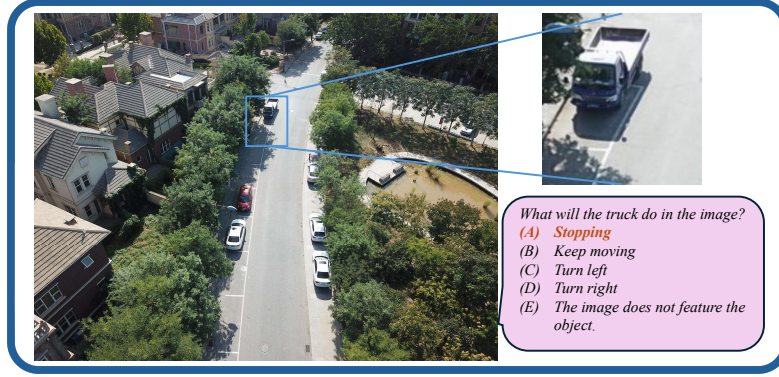 What will the truck do in the image?
(A) Stopping
(B) Keep moving
(C) Turn left
(D) Turn right
(E) The image does not feature the
object.